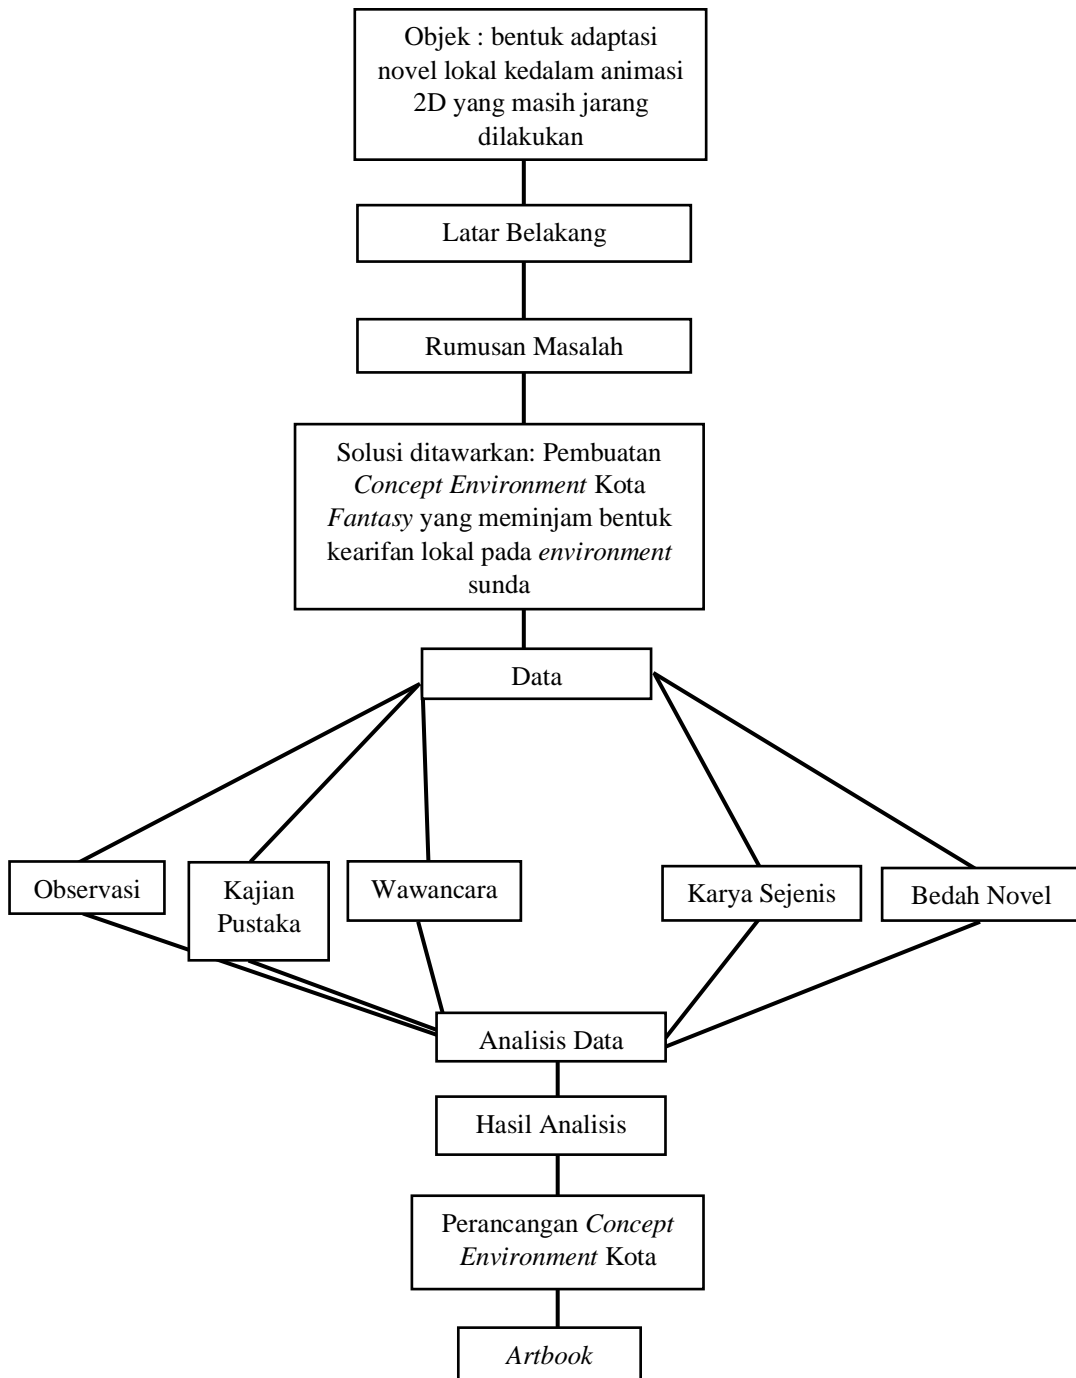 Objek : bentuk adaptasi
novel lokal kedalam animasi
2D yang masih jarang
dilakukan
Latar Belakang
Rumusan Masalah
Solusi ditawarkan: Pembuatan
Concept Environment Kota
Fantasy yang meminjam bentuk
kearifan lokal pada environment
sunda
Data
Observasi
Kajian
Pustaka
Wawancara
Karya Sejenis
Bedah Novel
Analisis Data
Hasil Analisis
Perancangan Concept
Environment Kota
Artbook